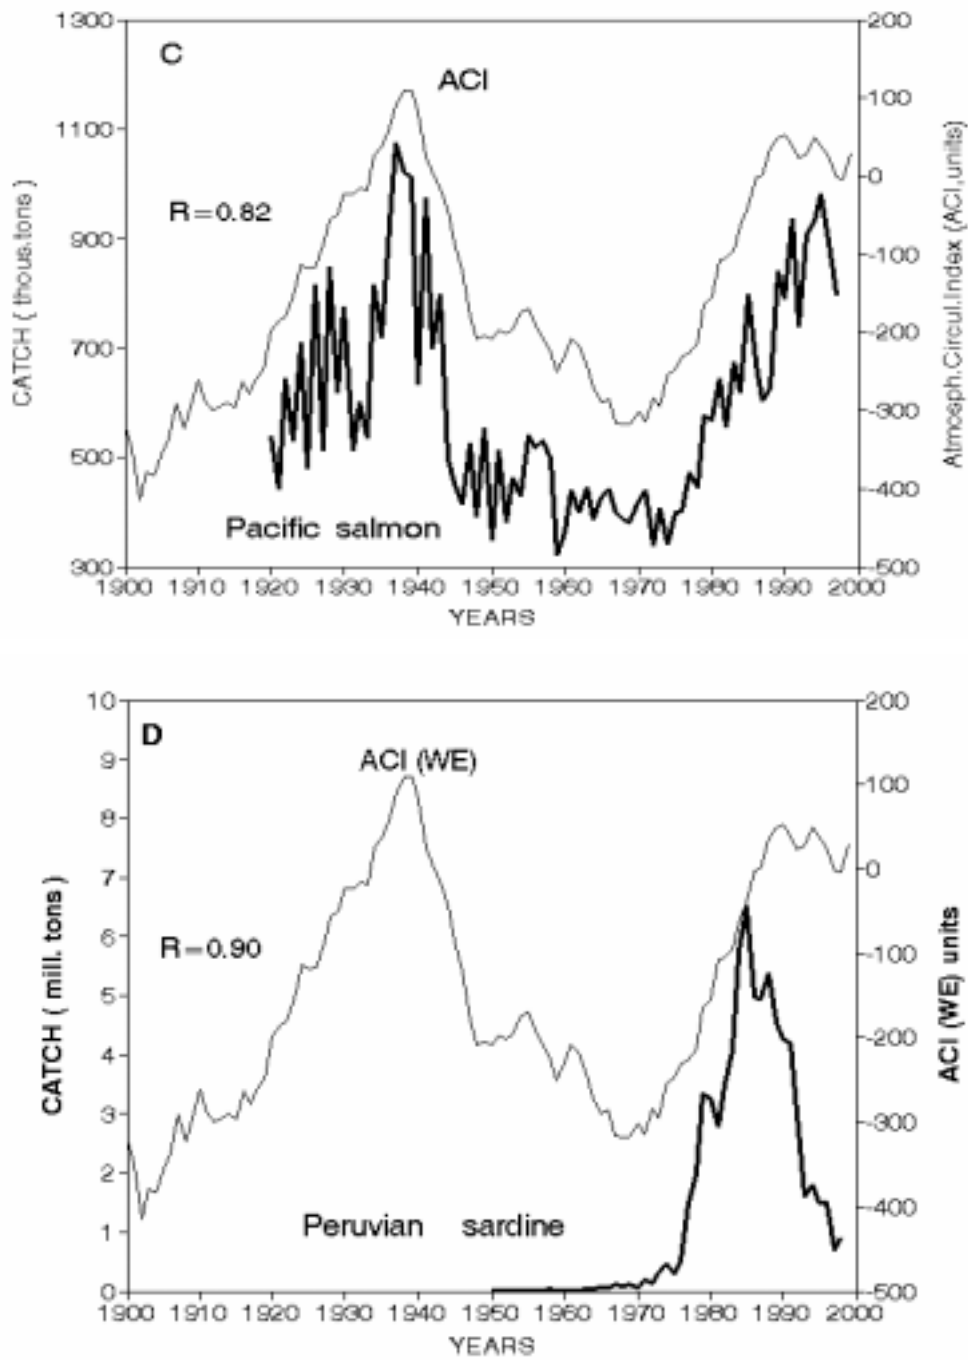 1300
200
C
ACI
100
1100
0
R=0.82
900
-100
700
-200
-300
500
-400
Pacific salmon
300
-500
1900 1910 1920 1930 1940 1950 1960 1970 1980 1990 2000
YEARS
CATCH ( thous.tons )
Atmosph.Circul.Index (ACI,units)
10
200
D
ACI (WE)
9
100
8
7
0
R=0.90
6
-100
5
4
-200
3
-300
2
-400
Peruvian sardine
1
0
-500
1900 1910 1920 1930 1940 1950 1960 1970 1980 1990 2000
YEARS
CATCH ( mill. tons )
ACI (WE) units